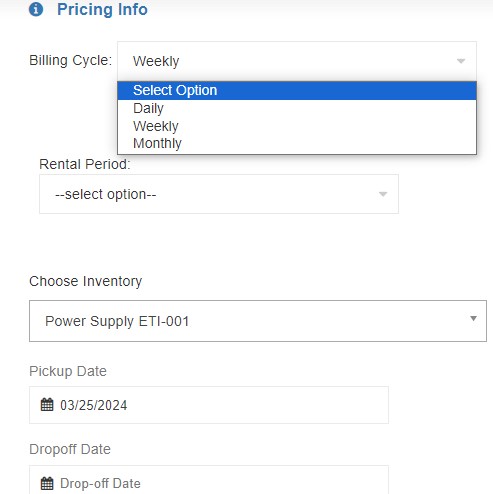 Pricing Info
Billing Cycle: Weekly
Select Option
Daily
Weekly
Monthly
Rental Period:
--select option--
Choose Inventory
Power Supply ETI-001
Pickup Date
03/25/2024
Dropoff Date
Drop-off Date